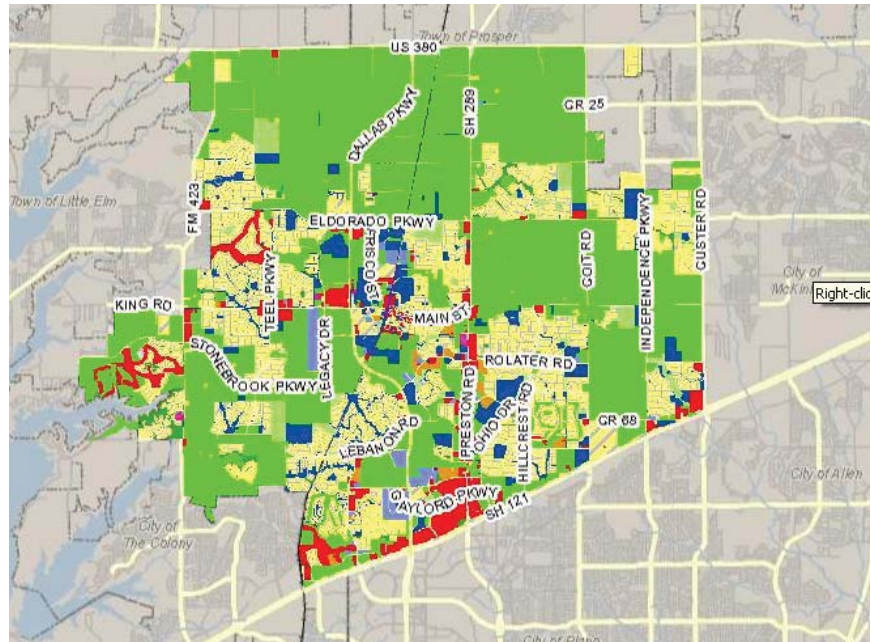 Town of Prosper
US 380
GR 25
DALLAS PKWY
SH 289
Town of Little Elm
FM 423
ELDORADO PKWY
FRISCO ST
GOIT RD
INDEPENDENCE PKWY
CUSTER RD
City of
McKin
Right-clic
KING RD
TEEL PKWY
LEGACY DR
MAIN ST
STONEBROOK PKWY
ROLATER RD
PRESTON RD
OHIO DR
HILLCREST RD
GR 68
LEBANON RD
GAYLORD PKWY
SH 121
City of Allen
City of
The Colony
City of Plano